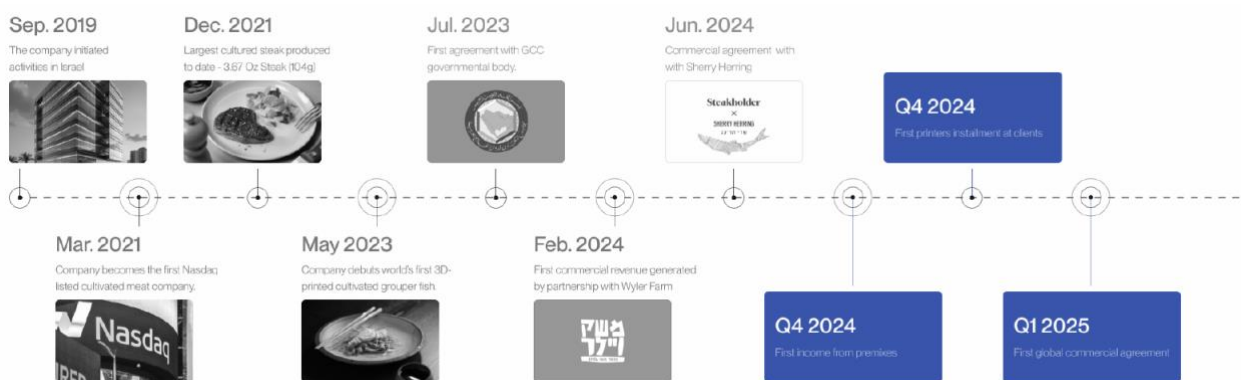 Sep. 2019
The company initiated
activities in Israel
Dec. 2021
Largest cultured steak produced
to date - 3.67 Oz Steak (104g)
Jul. 2023
First agreement with GCC
governmental body.
Jun. 2024
Commercial agreement with
with Sherry Herring
Steakholder
×
SHERRY HERRING
Q4 2024
First printers installment at clients
Mar. 2021
Company becomes the first Nasdaq
listed cultivated meat company.
Nasdaq
May 2023
Company debuts world's first 3D-
printed cultivated grouper fish
Feb. 2024
First commercial revenue generated
by partnership with Wyler Farm
משק
ויילר
Q4 2024
First income from premixes
Q1 2025
First global commercial agreement